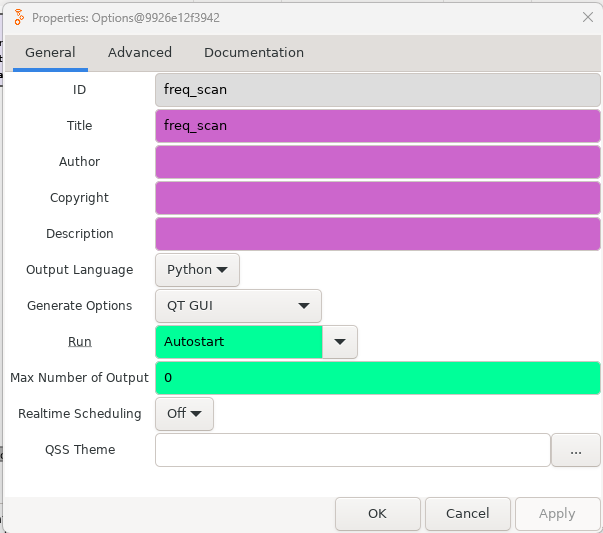 Properties: Options@9926e12f3942
General Advanced Documentation
ID freq_scan
Title freq_scan
Author
Copyright
Description
Output Language Python
Generate Options QT GUI
Run Autostart
Max Number of Output 0
Realtime Scheduling Off
QSS Theme ...
OK Cancel Apply